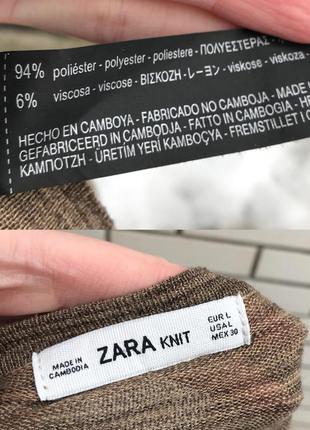 94% poliéster - polyester - poliestere - ΠΟΛΥΕΣΤΕΡΑΣ
6% viscosa - viscose - ΒΙΣΚΟΖΗ - レーヨン - viskose - viskoza
HECHO EN CAMBOYA - FABRICADO NO CAMBOJA - MADE
GEFABRICEERD IN CAMBODJA - FATTO IN CAMBOGIA - HER
ΚΑΜΠΟΤΖΗ - ÜRETİM YERİ KAMBOÇYA - FREMSTILLET I C
MADE IN
CAMBODIA
ZARA KNIT
EUR L
USA L
MEX 30